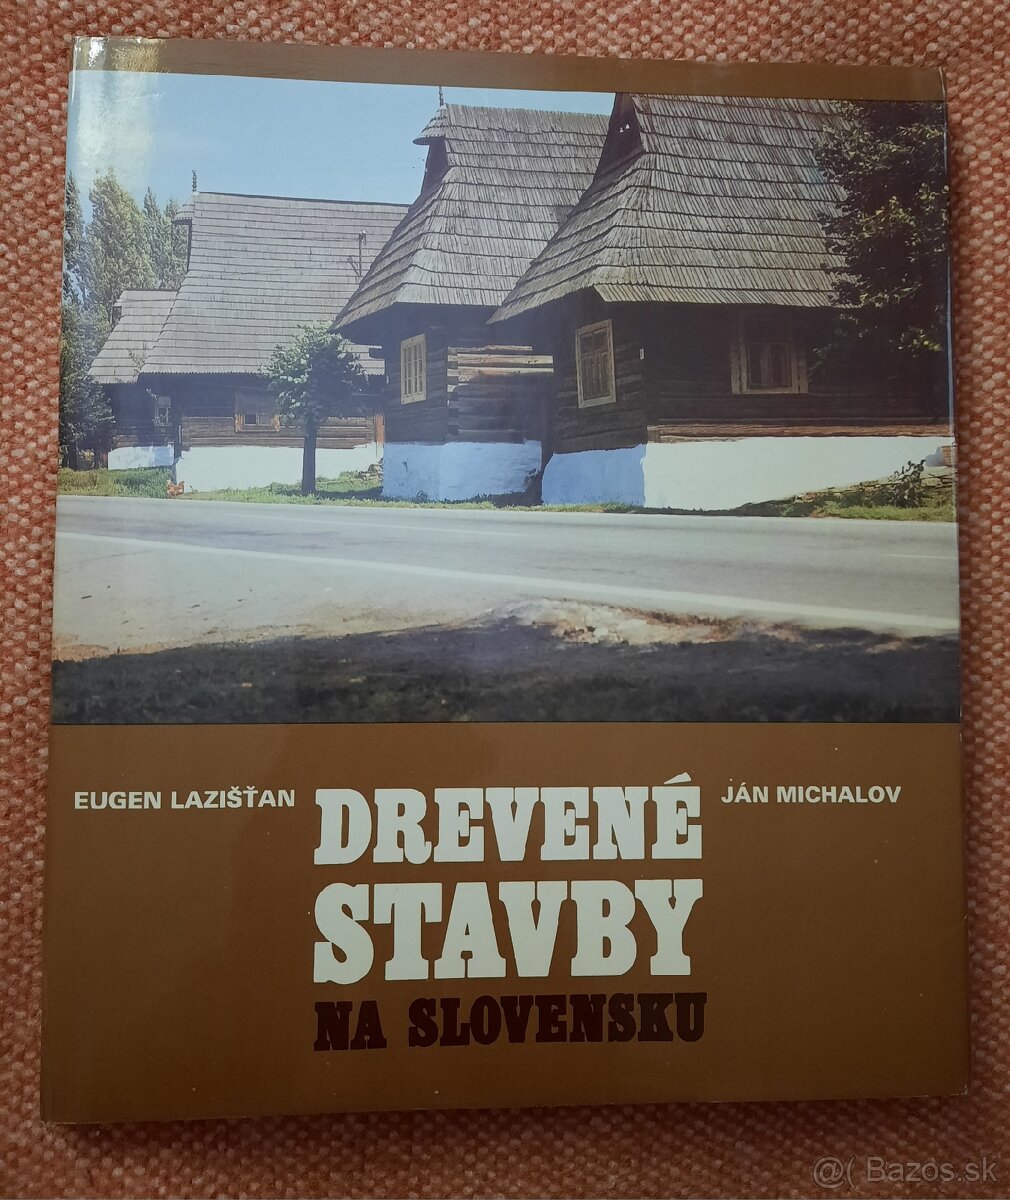 EUGEN LAZIŠŤAN
DREVENÉ
STAVBY
NA SLOVENSKU
JÁN MICHALOV
@( Bazos.sk